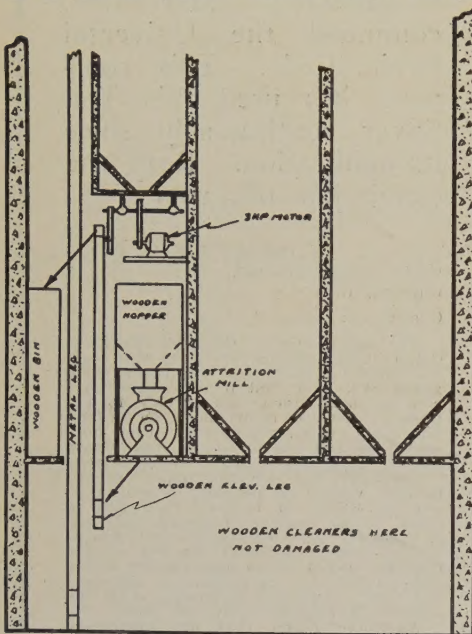 3HP MOTOR
WOODEN
HOPPER
WOODEN BIN
METAL LEG
ATTRITION
MILL
WOODEN ELEV. LEG
WOODEN CLEANERS HERE
NOT DAMAGED